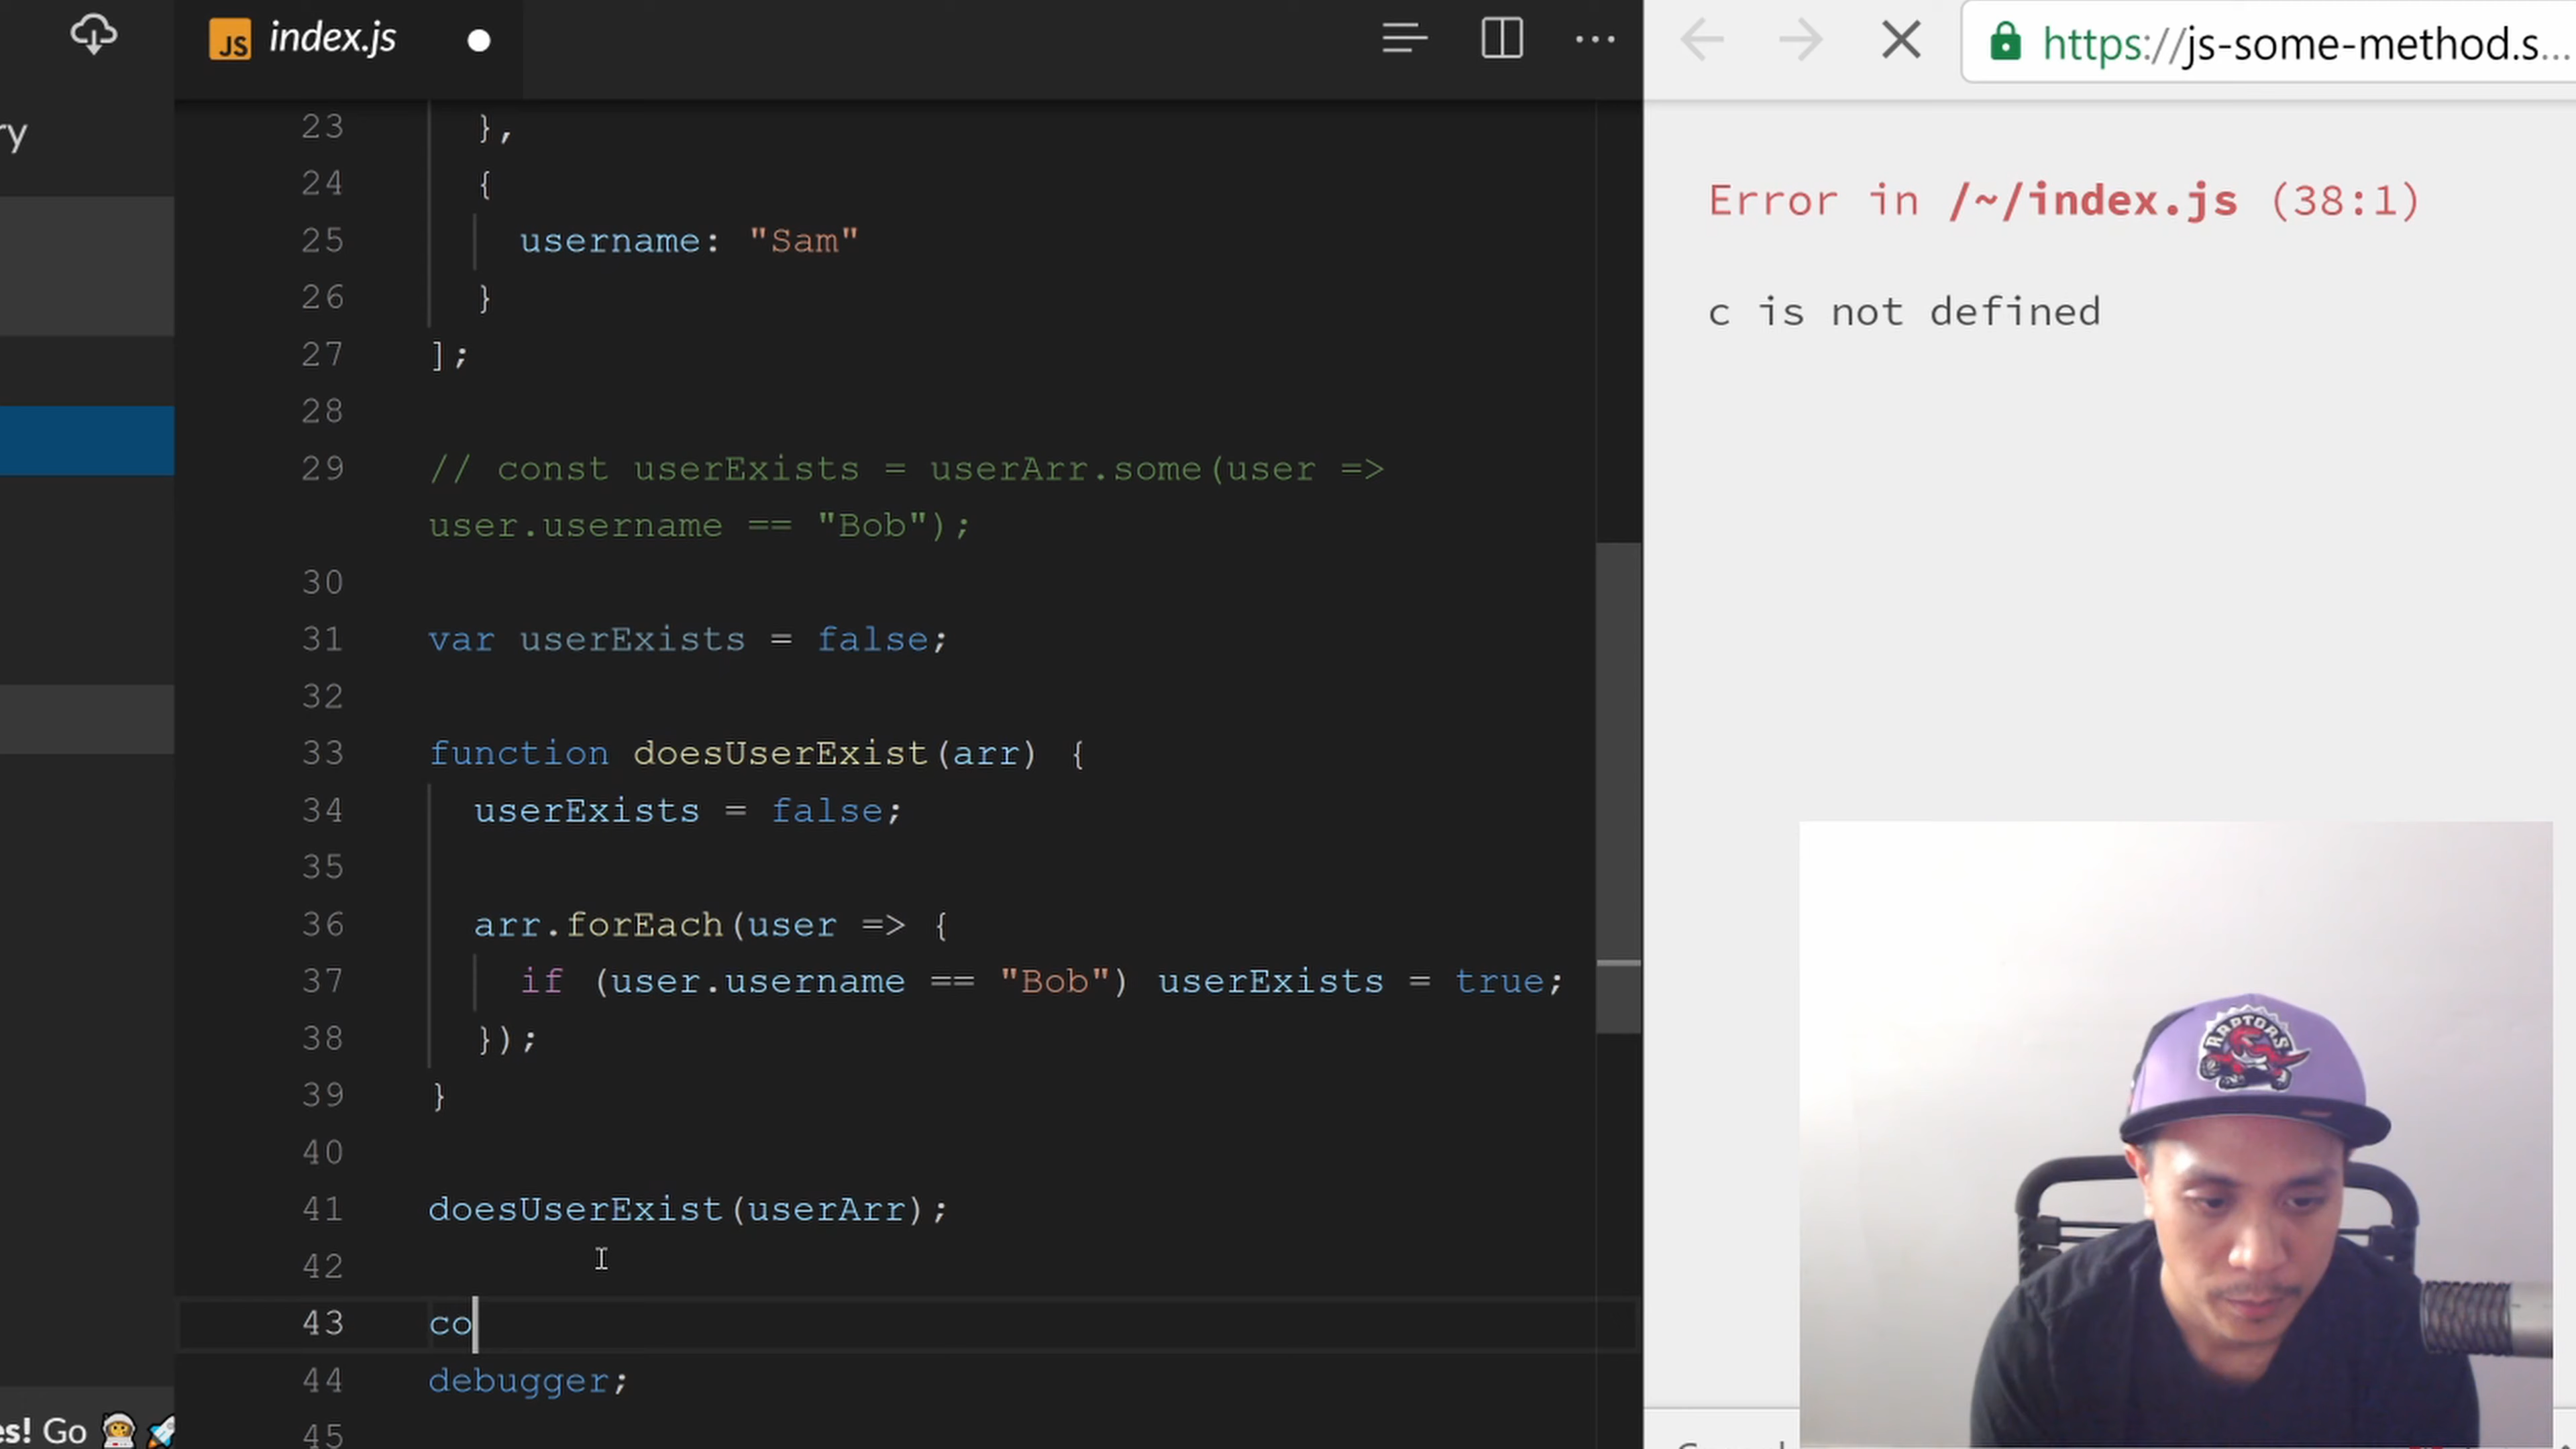 JS index.js
https://js-some-method.s...
ry
Error in /~/index.js (38:1)
c is not defined
23 },
24 {
25 username: "Sam"
26 }
27 ];
28
29 // const userExists = userArr.some(user =>
user.username == "Bob");
30
31 var userExists = false;
32
33 function doesUserExist(arr) {
34 userExists = false;
35
36 arr.forEach(user => {
37 if (user.username == "Bob") userExists = true;
38 });
39 }
40
41 doesUserExist(userArr);
42
43 co
44 debugger;
45
es! Go
RAPTORS